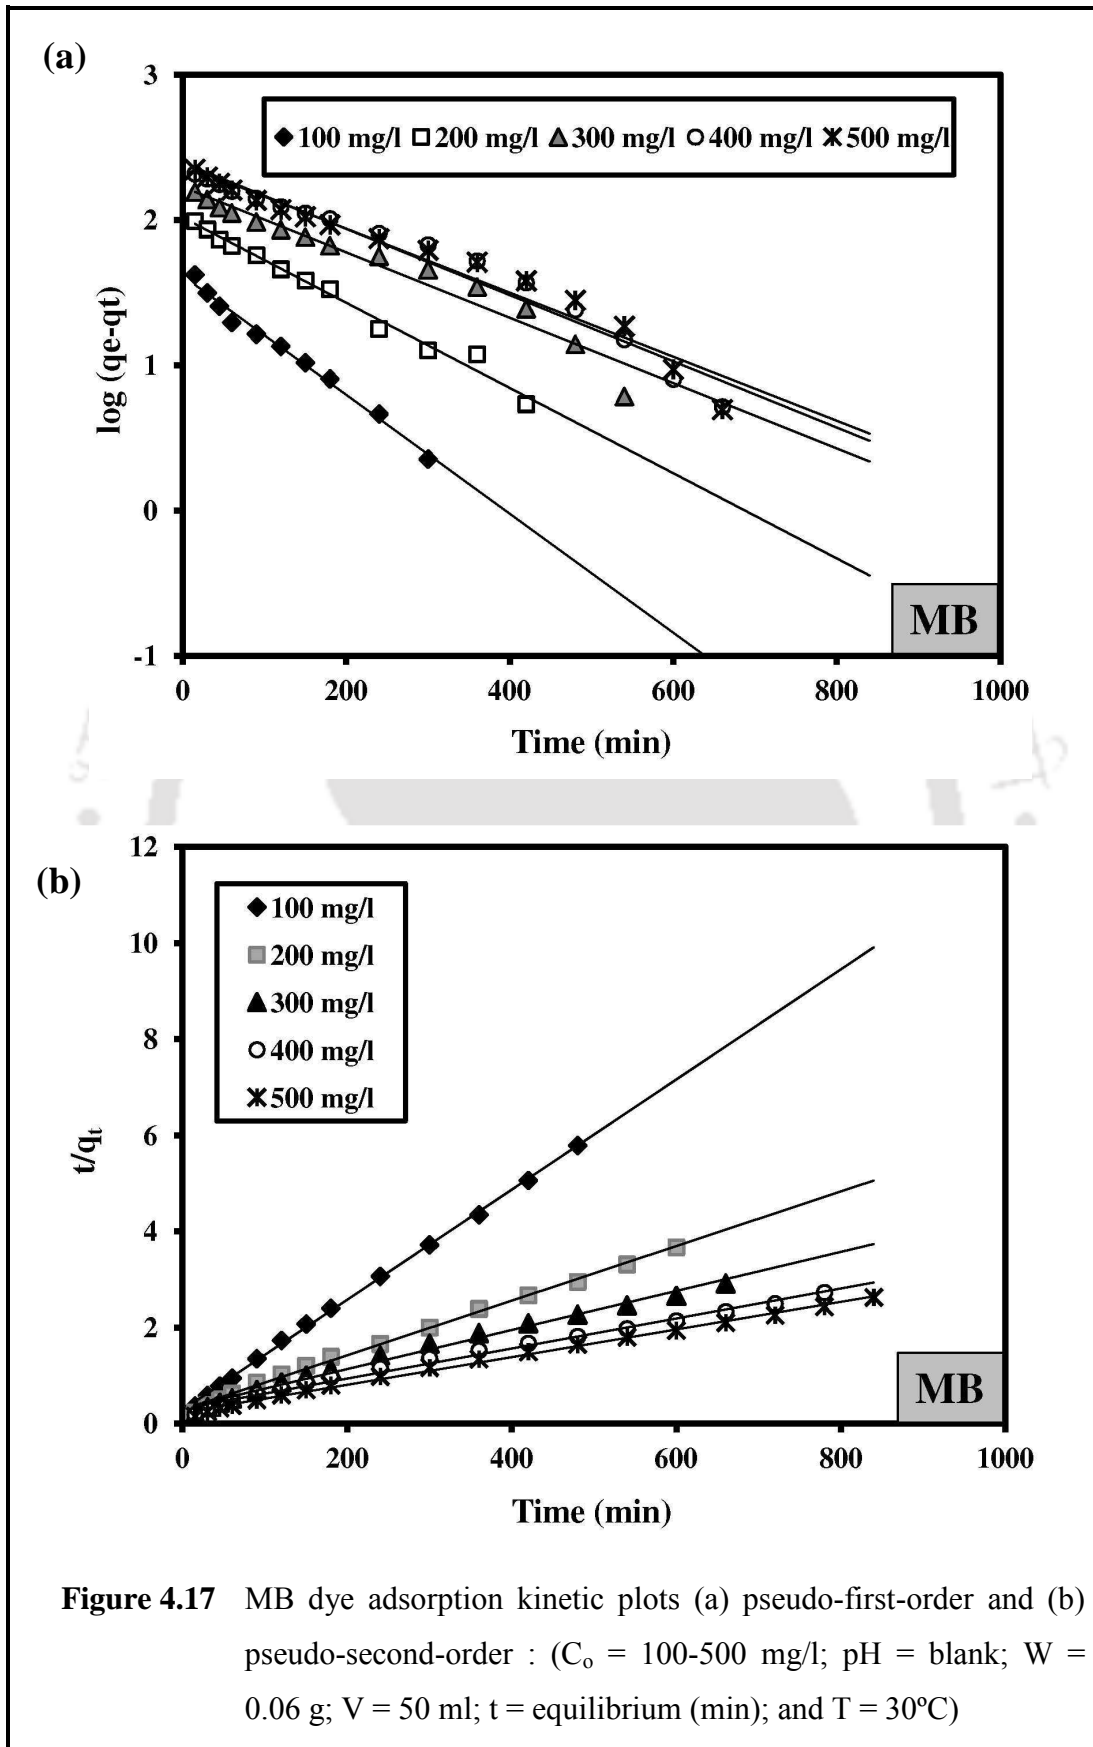 (a)
3
2
1
0
-1
log (qe-qt)
100 mg/l 200 mg/l 300 mg/l 400 mg/l 500 mg/l
MB
0 200 400 600 800 1000
Time (min)
(b)
12
10
8
6
4
2
0
t/qt
100 mg/l
200 mg/l
300 mg/l
400 mg/l
500 mg/l
MB
0 200 400 600 800 1000
Time (min)
Figure 4.17 MB dye adsorption kinetic plots (a) pseudo-first-order and (b)
pseudo-second-order : (Co = 100-500 mg/l; pH = blank; W =
0.06 g; V = 50 ml; t = equilibrium (min); and T = 30ºC)